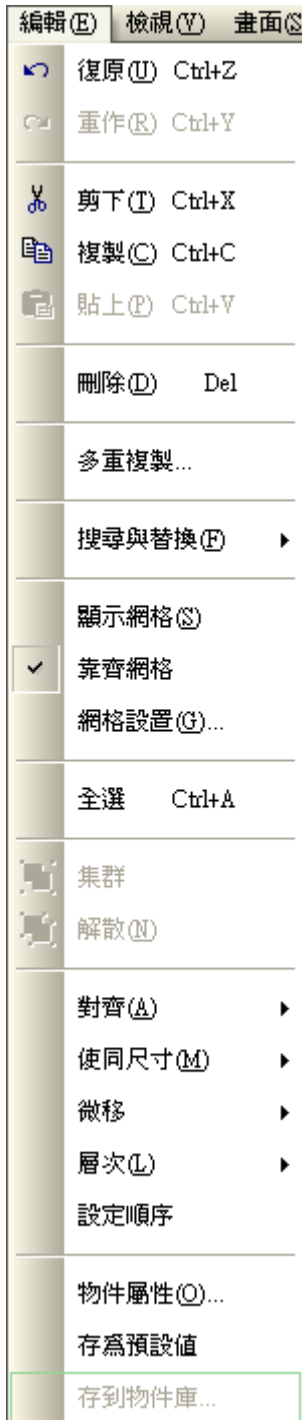 編輯(E) 檢視(V) 畫面(S
復原(U) Ctrl+Z
重作(R) Ctrl+Y
剪下(T) Ctrl+X
複製(C) Ctrl+C
貼上(P) Ctrl+V
刪除(D) Del
多重複製...
搜尋與替換(F)
顯示網格(S)
靠齊網格
網格設置(G)...
全選 Ctrl+A
集群
解散(N)
對齊(A)
使同尺寸(M)
微移
層次(L)
設定順序
物件屬性(O)...
存為預設值
存到物件庫...